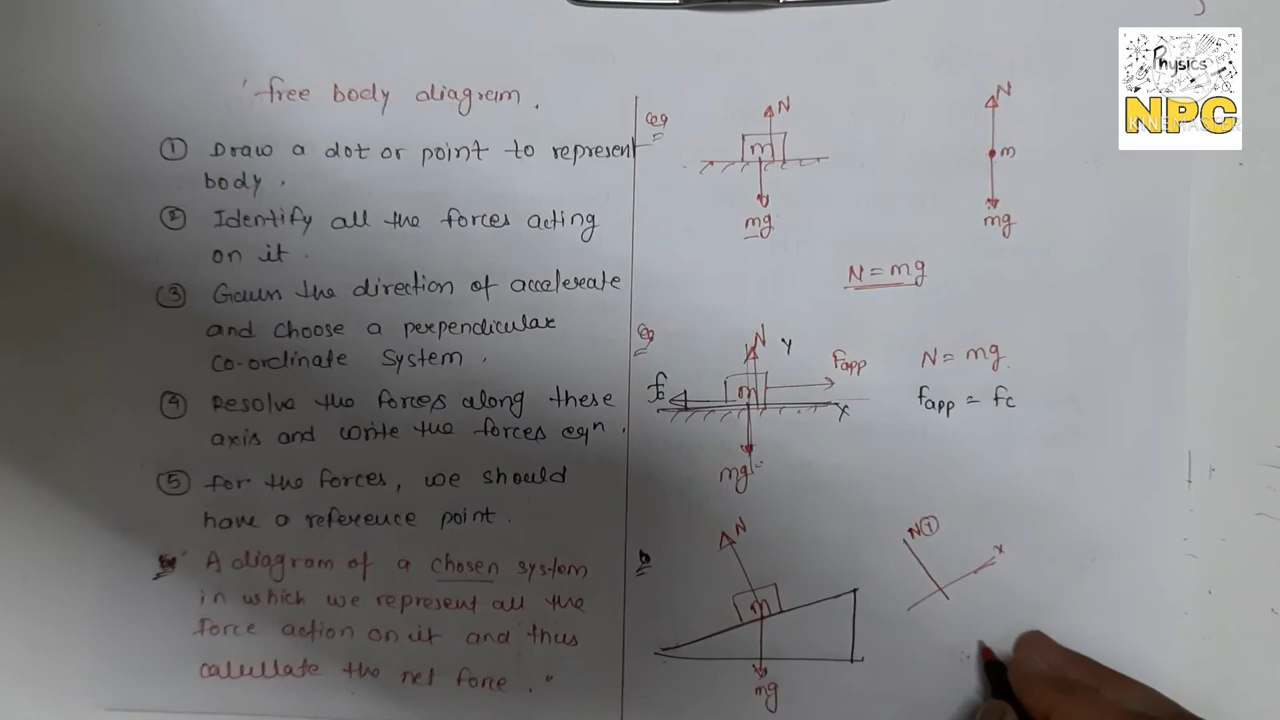 ' free body diagram .
① Draw a dot or point to represent
body .
② Identify all the forces acting
on it .
③ Gaun the direction of accelerate
and choose a perpendicular
co-ordinate system .
④ Resolve the forces along these
axis and write the forces eqn .
⑤ for the forces, we should
have a reference point .
" A diagram of a chosen system
in which we represent all the
force action on it and thus
calullate the net force . "
eg
N
m
mg
N
m
mg
N = mg
eg
N
Y
Fapp
m
X
mg
N = mg .
fapp = fc
N
m
mg
N Y
x
Physics
NPC